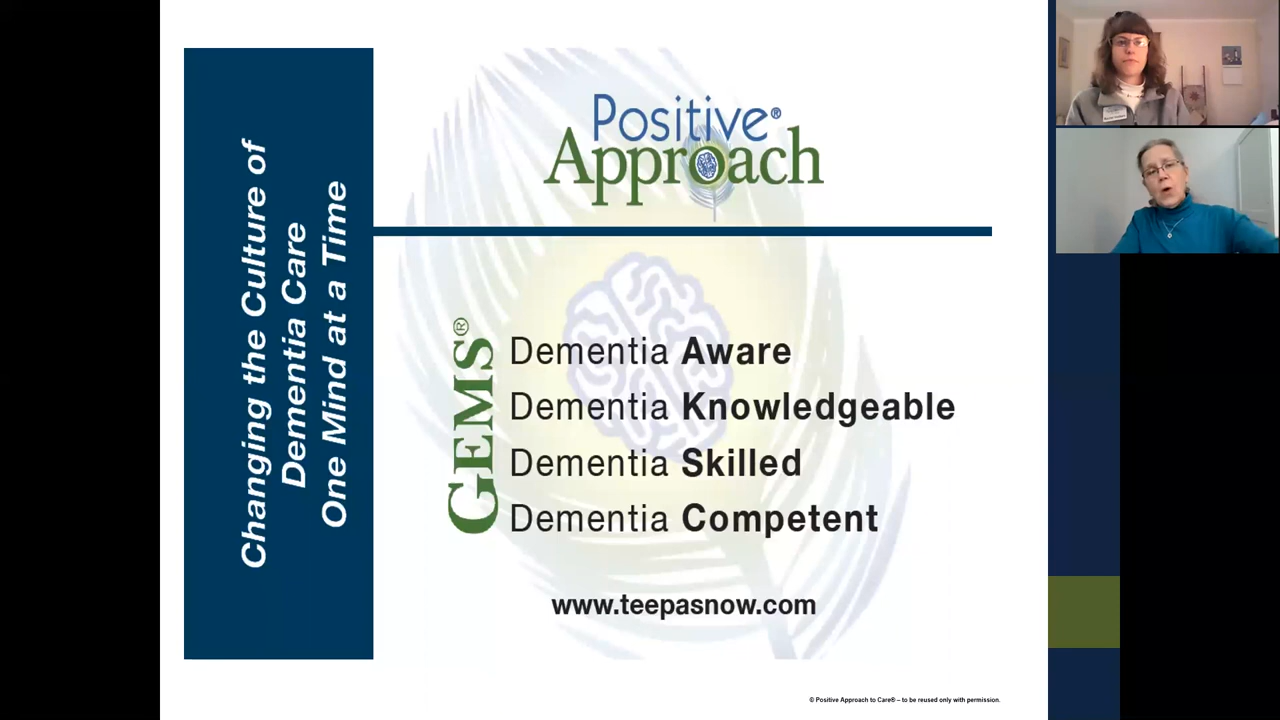 Changing the Culture of
Dementia Care
One Mind at a Time
Positive®
Approach
GEMS®
Dementia Aware
Dementia Knowledgeable
Dementia Skilled
Dementia Competent
www.teepasnow.com
© Positive Approach to Care® – to be reused only with permission.